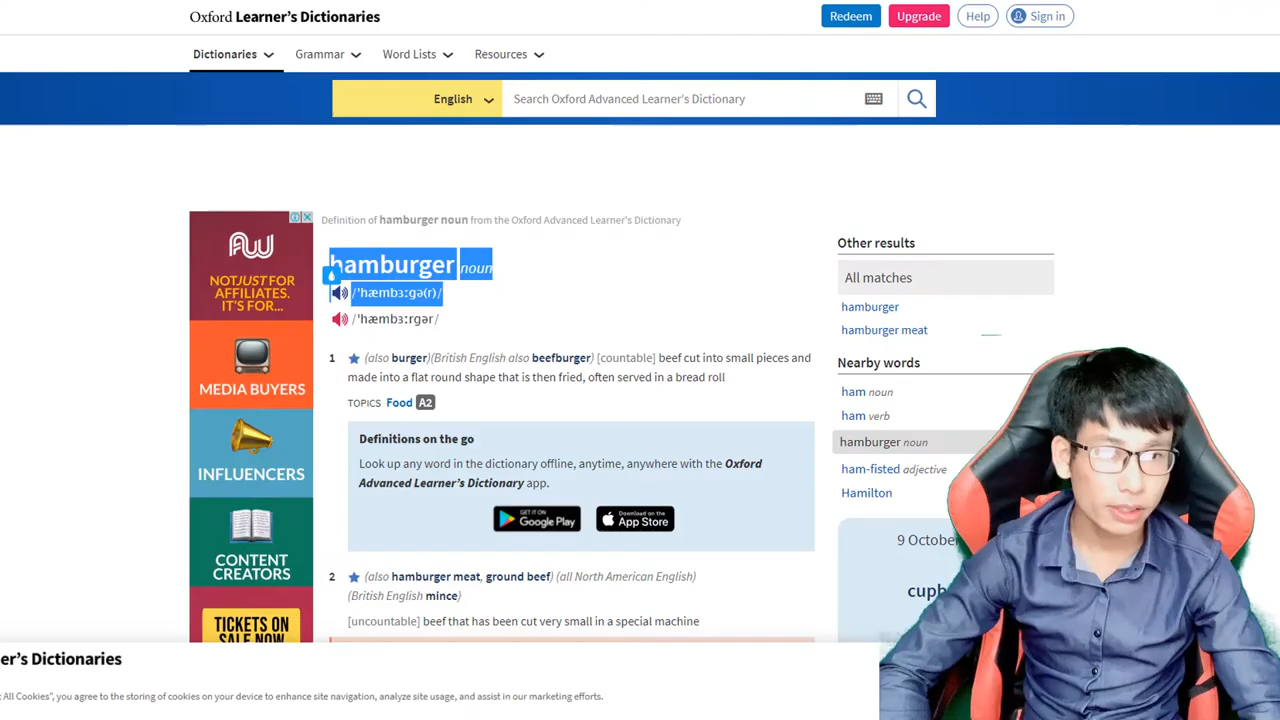 Oxford Learner's Dictionaries
Redeem
Upgrade
Help
Sign in
Dictionaries
Grammar
Word Lists
Resources
English
Search Oxford Advanced Learner's Dictionary
Definition of hamburger noun from the Oxford Advanced Learner's Dictionary
hamburger noun
/ˈhæmbɜːɡə(r)/
/ˈhæmbɜːrɡər/
1 (also burger)(British English also beefburger) [countable] beef cut into small pieces and
made into a flat round shape that is then fried, often served in a bread roll
TOPICS Food A2
Definitions on the go
Look up any word in the dictionary offline, anytime, anywhere with the Oxford
Advanced Learner's Dictionary app.
GET IT ON
Google Play
Download on the
App Store
2 (also hamburger meat, ground beef) (all North American English)
(British English mince)
[uncountable] beef that has been cut very small in a special machine
AW
NOT JUST FOR
AFFILIATES.
IT'S FOR...
MEDIA BUYERS
INFLUENCERS
CONTENT
CREATORS
TICKETS ON
SALE NOW
Other results
All matches
hamburger
hamburger meat
Nearby words
ham noun
ham verb
hamburger noun
ham-fisted adjective
Hamilton
9 October
cupb
er's Dictionaries
t All Cookies", you agree to the storing of cookies on your device to enhance site navigation, analyze site usage, and assist in our marketing efforts.